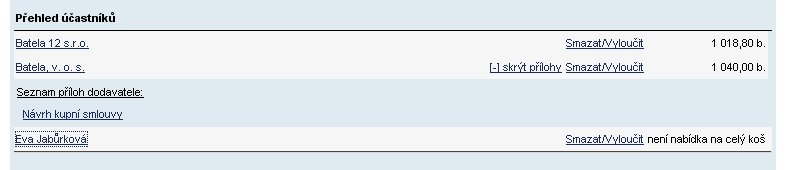 Přehled účastníků
Batela 12 s.r.o. Smazat/Vyloučit 1 018,80 b.
Batela, v. o. s. [-] skrýt přílohy Smazat/Vyloučit 1 040,00 b.
Seznam příloh dodavatele:
Návrh kupní smlouvy
Eva Jabůrková Smazat/Vyloučit není nabídka na celý koš